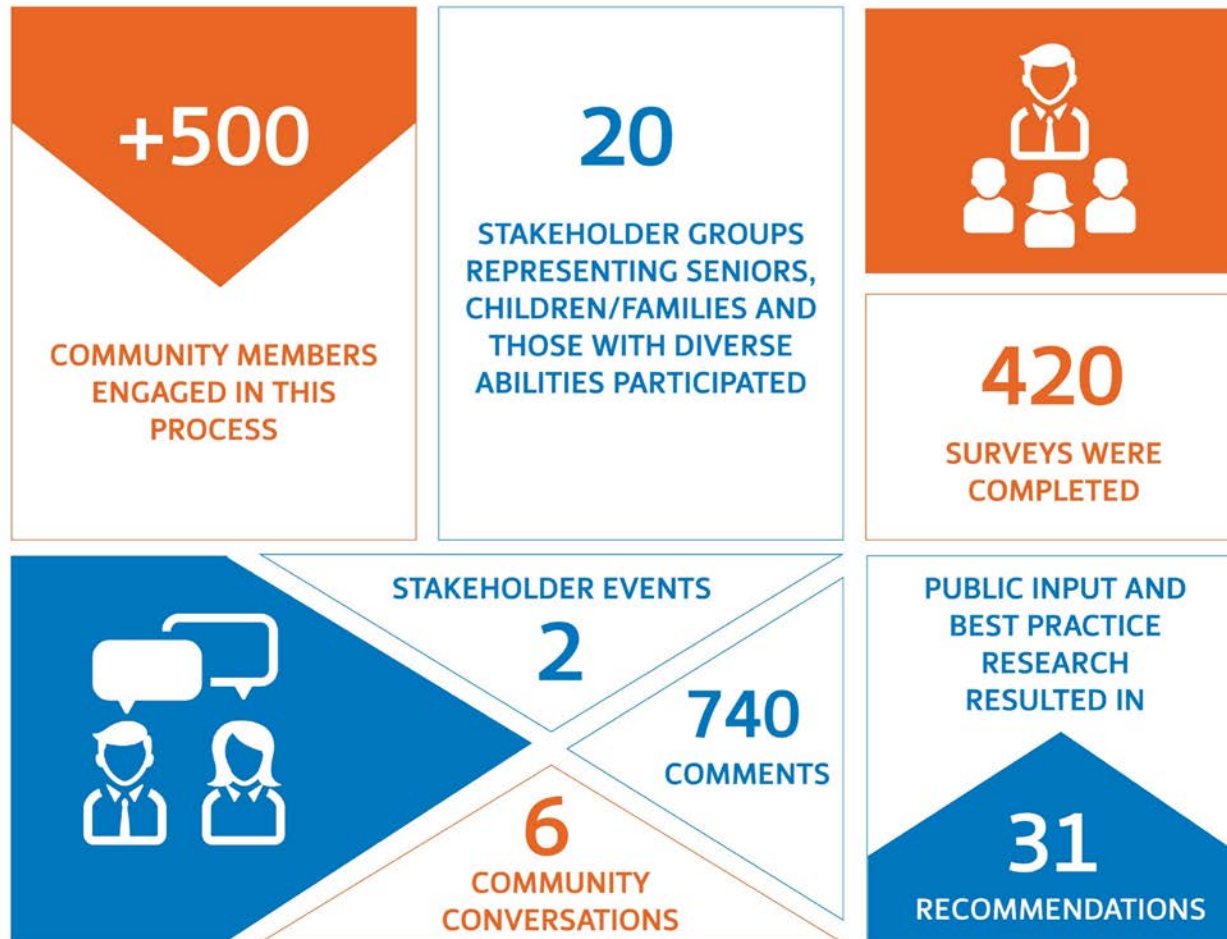 +500
COMMUNITY MEMBERS
ENGAGED IN THIS
PROCESS
20
STAKEHOLDER GROUPS
REPRESENTING SENIORS,
CHILDREN/FAMILIES AND
THOSE WITH DIVERSE
ABILITIES PARTICIPATED
420
SURVEYS WERE
COMPLETED
STAKEHOLDER EVENTS
2
740
COMMENTS
6
COMMUNITY
CONVERSATIONS
PUBLIC INPUT AND
BEST PRACTICE
RESEARCH
RESULTED IN
31
RECOMMENDATIONS